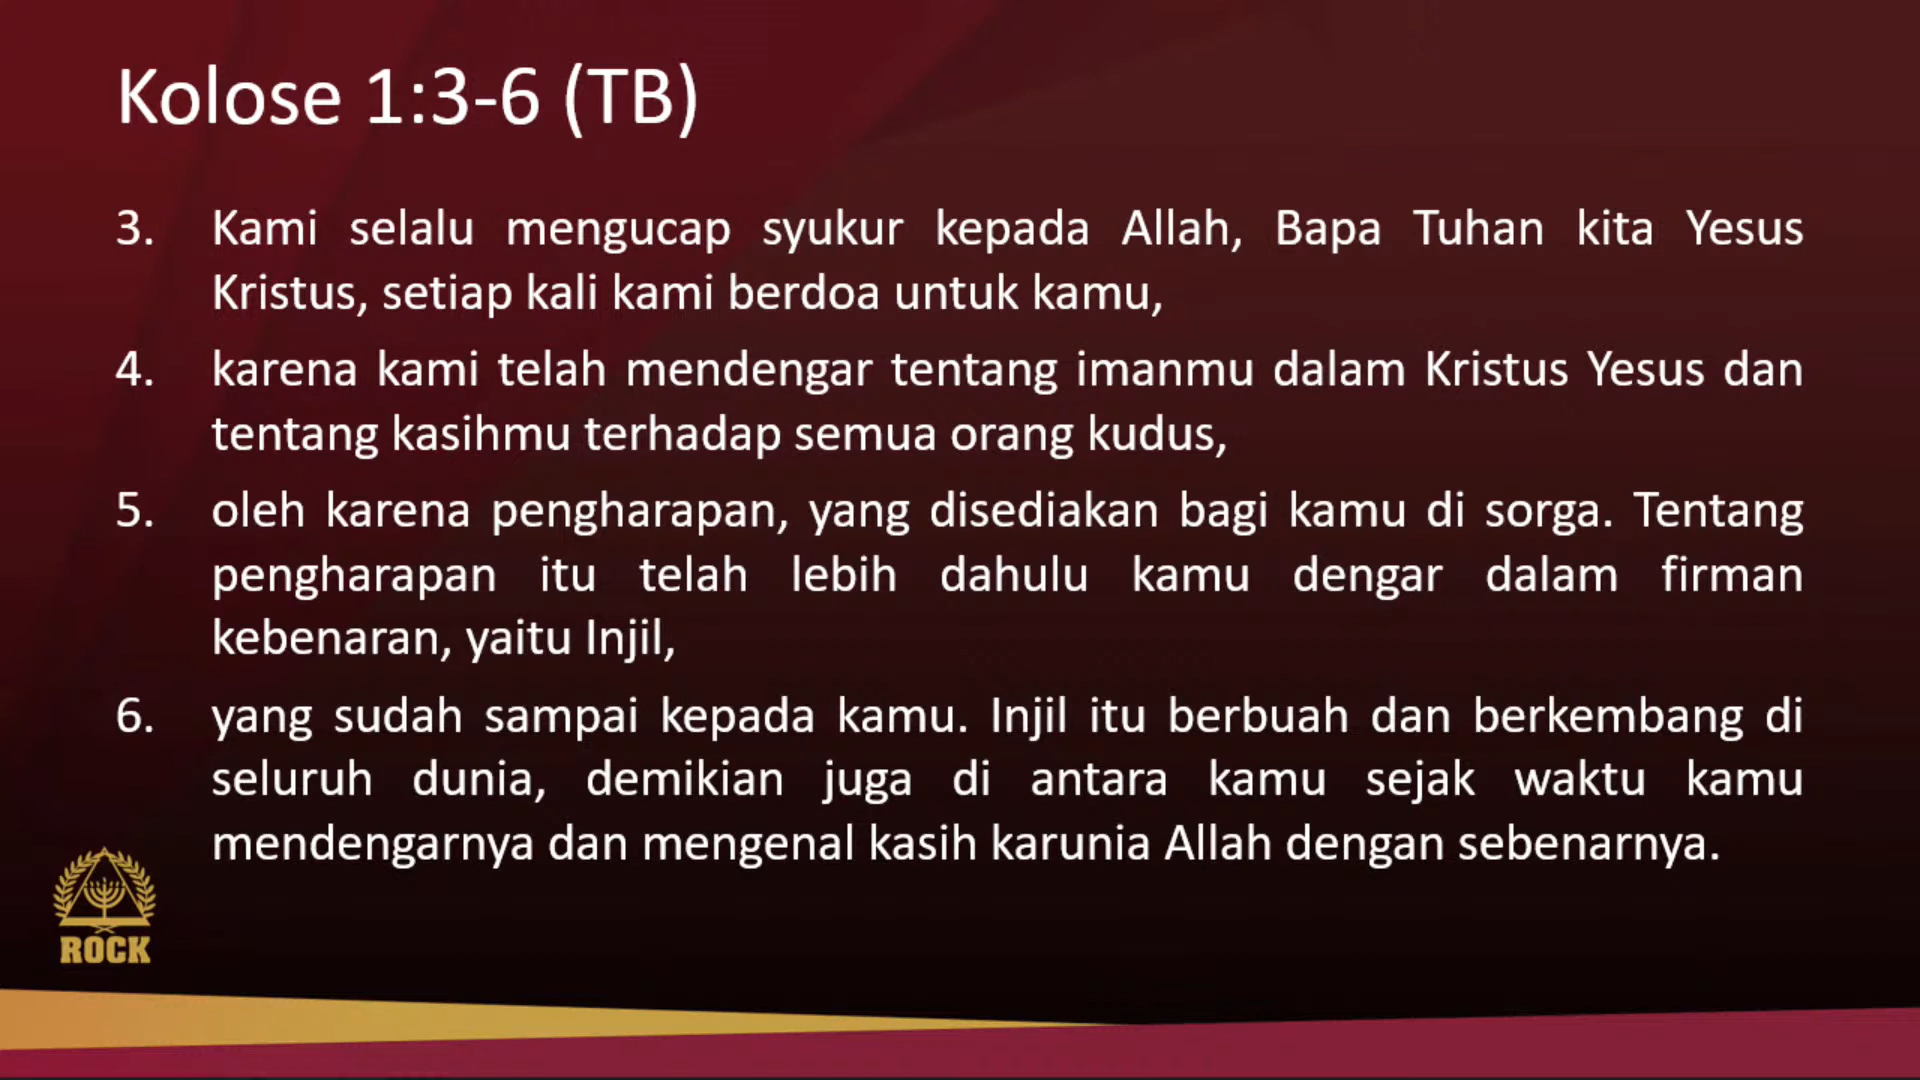 Kolose 1:3-6 (TB)
3. Kami selalu mengucap syukur kepada Allah, Bapa Tuhan kita Yesus
Kristus, setiap kali kami berdoa untuk kamu,
4. karena kami telah mendengar tentang imanmu dalam Kristus Yesus dan
tentang kasihmu terhadap semua orang kudus,
5. oleh karena pengharapan, yang disediakan bagi kamu di sorga. Tentang
pengharapan itu telah lebih dahulu kamu dengar dalam firman
kebenaran, yaitu Injil,
6. yang sudah sampai kepada kamu. Injil itu berbuah dan berkembang di
seluruh dunia, demikian juga di antara kamu sejak waktu kamu
mendengarnya dan mengenal kasih karunia Allah dengan sebenarnya.
ROCK